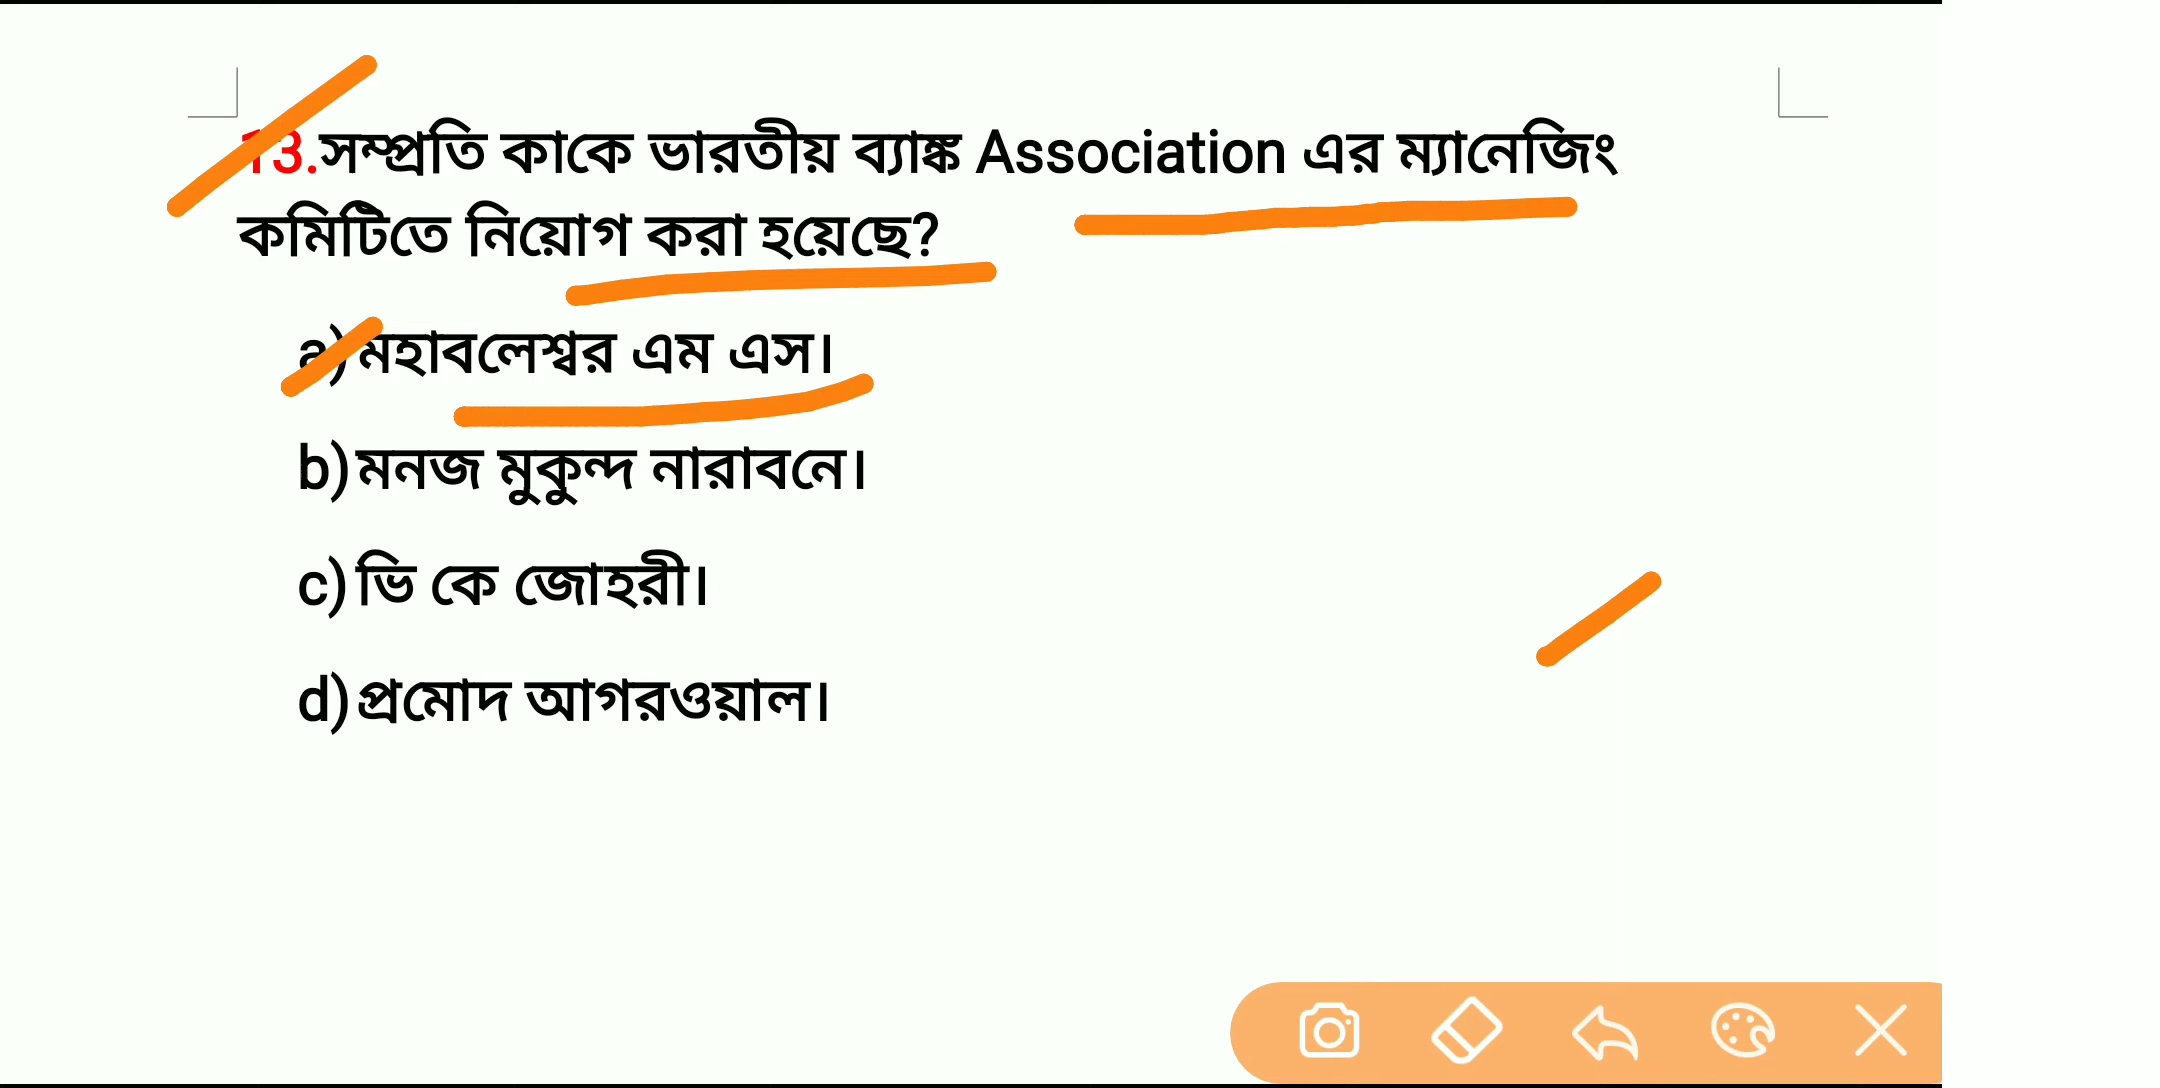 13.সম্প্রতি কাকে ভারতীয় ব্যাঙ্ক Association এর ম্যানেজিং
কমিটিতে নিয়োগ করা হয়েছে?
a)মহাবলেশ্বর এম এস।
b)মনজ মুকুন্দ নারাবনে।
c)ভি কে জোহরী।
d)প্রমোদ আগরওয়াল।